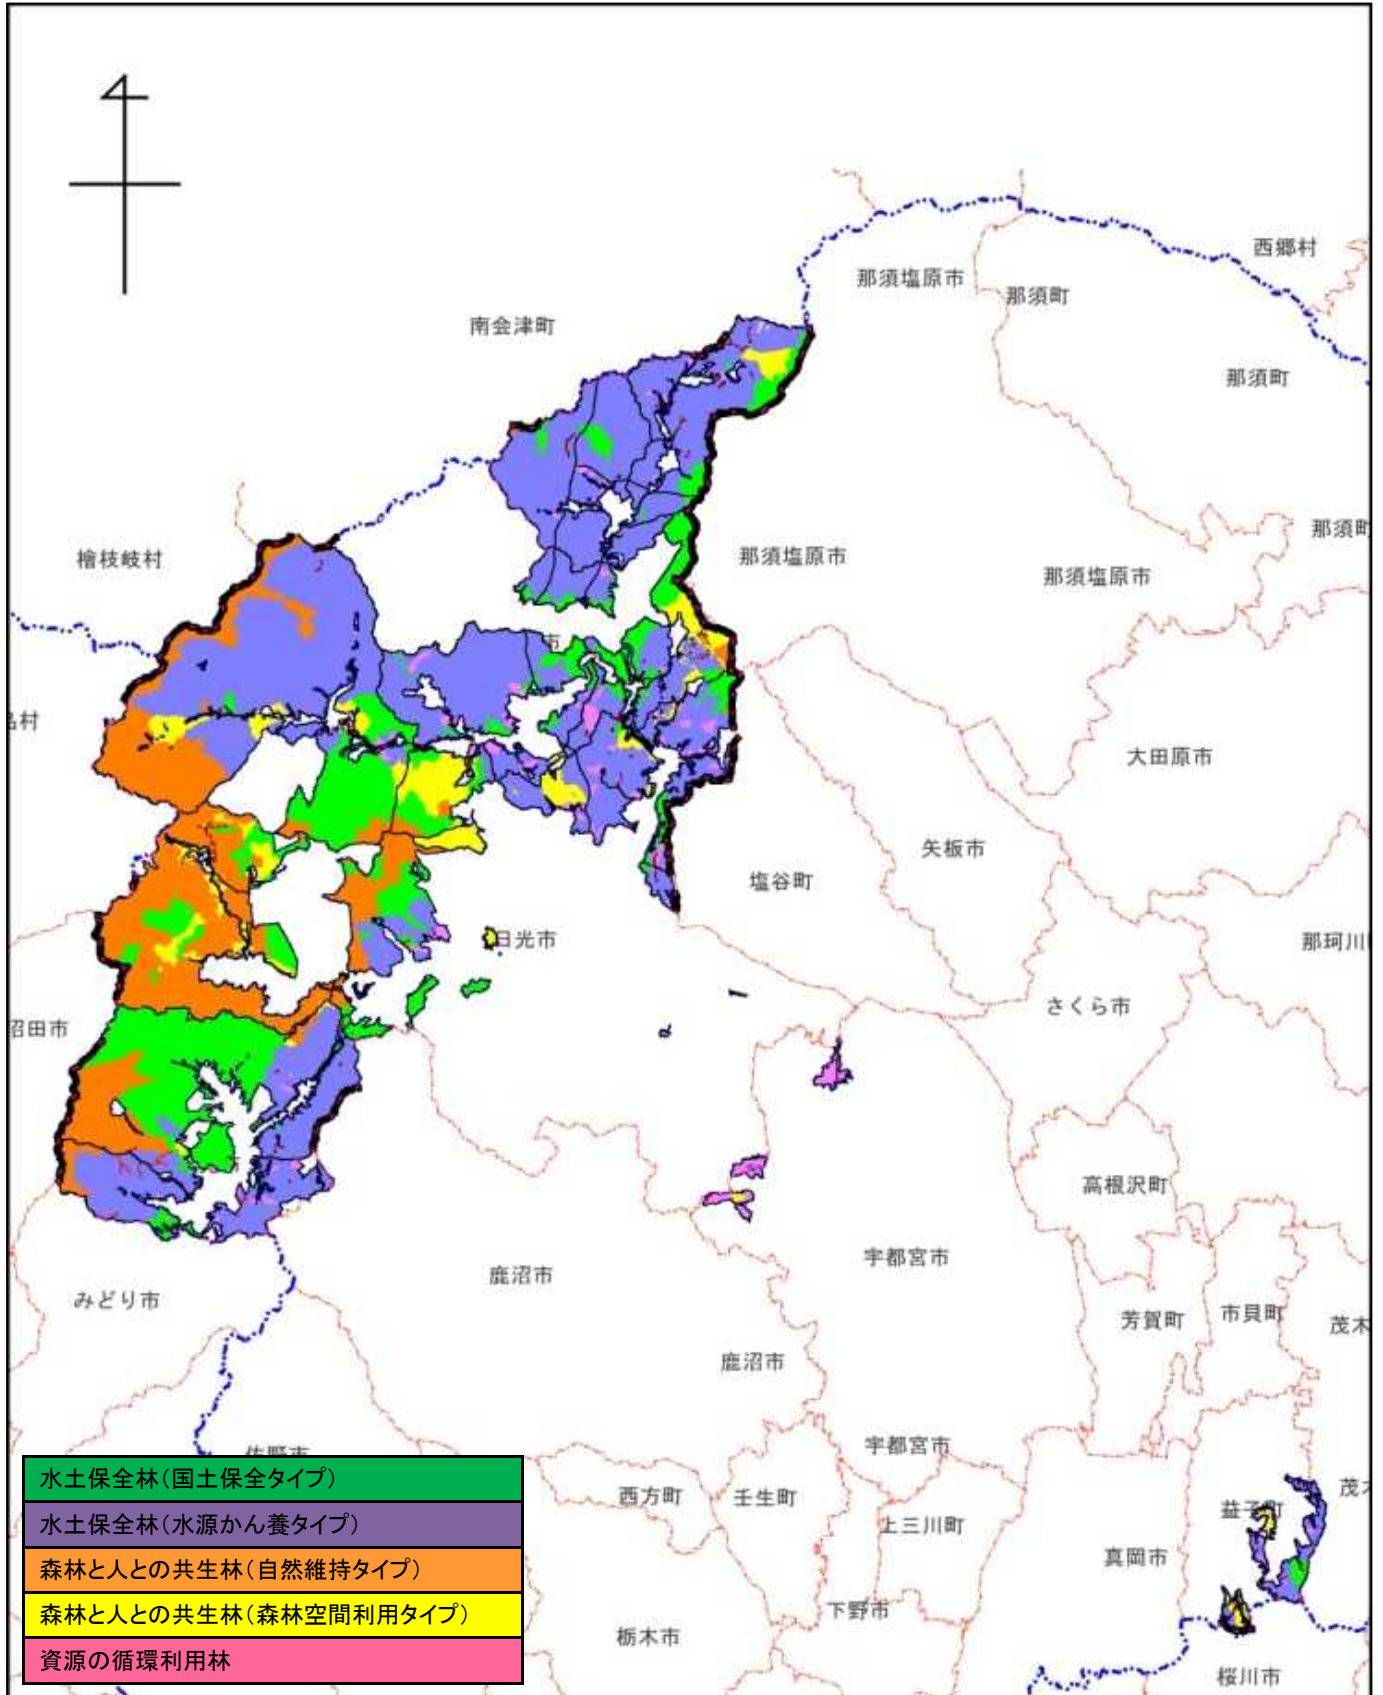 西郷村
那須塩原市
那須町
南会津町
那須町
那須町
檜枝岐村
那須塩原市
那須塩原市
市
村
大田原市
矢板市
塩谷町
日光市
那珂川
さくら市
沼田市
高根沢町
宇都宮市
鹿沼市
みどり市
芳賀町
市貝町
茂木
鹿沼市
宇都宮市
佐野市
水土保全林(国土保全タイプ)
西方町
壬生町
茂木
益子町
水土保全林(水源かん養タイプ)
上三川町
真岡市
森林と人との共生林(自然維持タイプ)
森林と人との共生林(森林空間利用タイプ)
下野市
栃木市
資源の循環利用林
桜川市